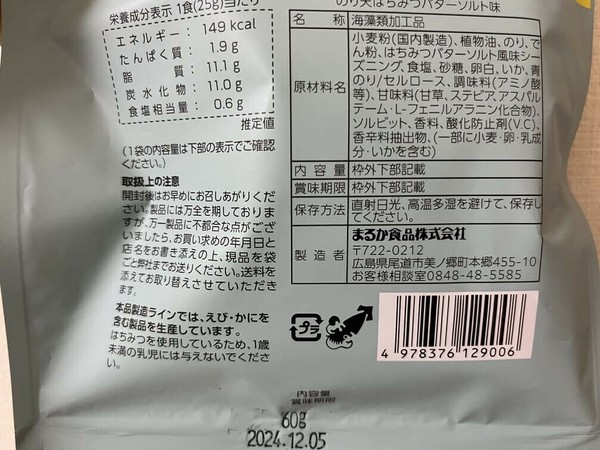 栄養成分表示 1食(25g)当たり
エネルギー: 149 kcal
たんぱく質: 1.9 g
脂質: 11.1 g
炭水化物: 11.0 g
食塩相当量: 0.6 g
推定値
(1袋の内容量は下部の表示でご確認
ください。)
取扱上の注意
開封後はお早めにお召しあがりくだ
さい。製品には万全を期しておりま
すが、万一製品に不都合な点がござ
いましたら、お買い求めの年月日と
店名をお書き添えの上、現品を袋
ごと弊社までお送りください。送料を
添えてお取り替えさせていただき
ます。
本品製造ラインでは、えび・かにを
含む製品を生産しています。
はちみつを使用しているため、1歳
未満の乳児には与えないでくださ
い。
のり天はちみつバターソルト味
名称 海藻類加工品
原材料名
小麦粉(国内製造)、植物油、のり、で
ん粉、はちみつバターソルト風味シー
ズニング、食塩、砂糖、卵白、いか、青
のり/セルロース、調味料(アミノ酸
等)、甘味料(甘草、ステビア、アスパル
テーム・L-フェニルアラニン化合物)、
ソルビット、香料、酸化防止剤(V.C)、
香辛料抽出物、(一部に小麦・卵・乳成
分・いかを含む)
内容量 枠外下部記載
賞味期限 枠外下部記載
保存方法 直射日光、高温多湿を避けて、保存し
てください。
製造者 まるか食品株式会社
〒722-0212
広島県尾道市美ノ郷町本郷455-10
お客様相談室0848-48-5585
プラ
4 978376 129006
内容量
賞味期限
60g
2024.12.05